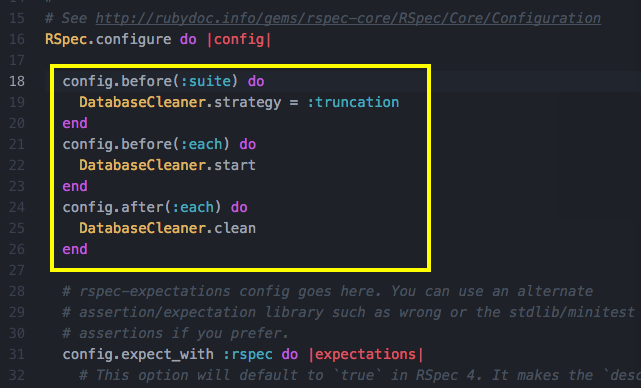 14 #
15 # See http://rubydoc.info/gems/rspec-core/RSpec/Core/Configuration
16 RSpec.configure do |config|
17
18 config.before(:suite) do
19 DatabaseCleaner.strategy = :truncation
20 end
21 config.before(:each) do
22 DatabaseCleaner.start
23 end
24 config.after(:each) do
25 DatabaseCleaner.clean
26 end
27
28 # rspec-expectations config goes here. You can use an alternate
29 # assertion/expectation library such as wrong or the stdlib/minitest
30 # assertions if you prefer.
31 config.expect_with :rspec do |expectations|
32 # This option will default to `true` in RSpec 4. It makes the `desc